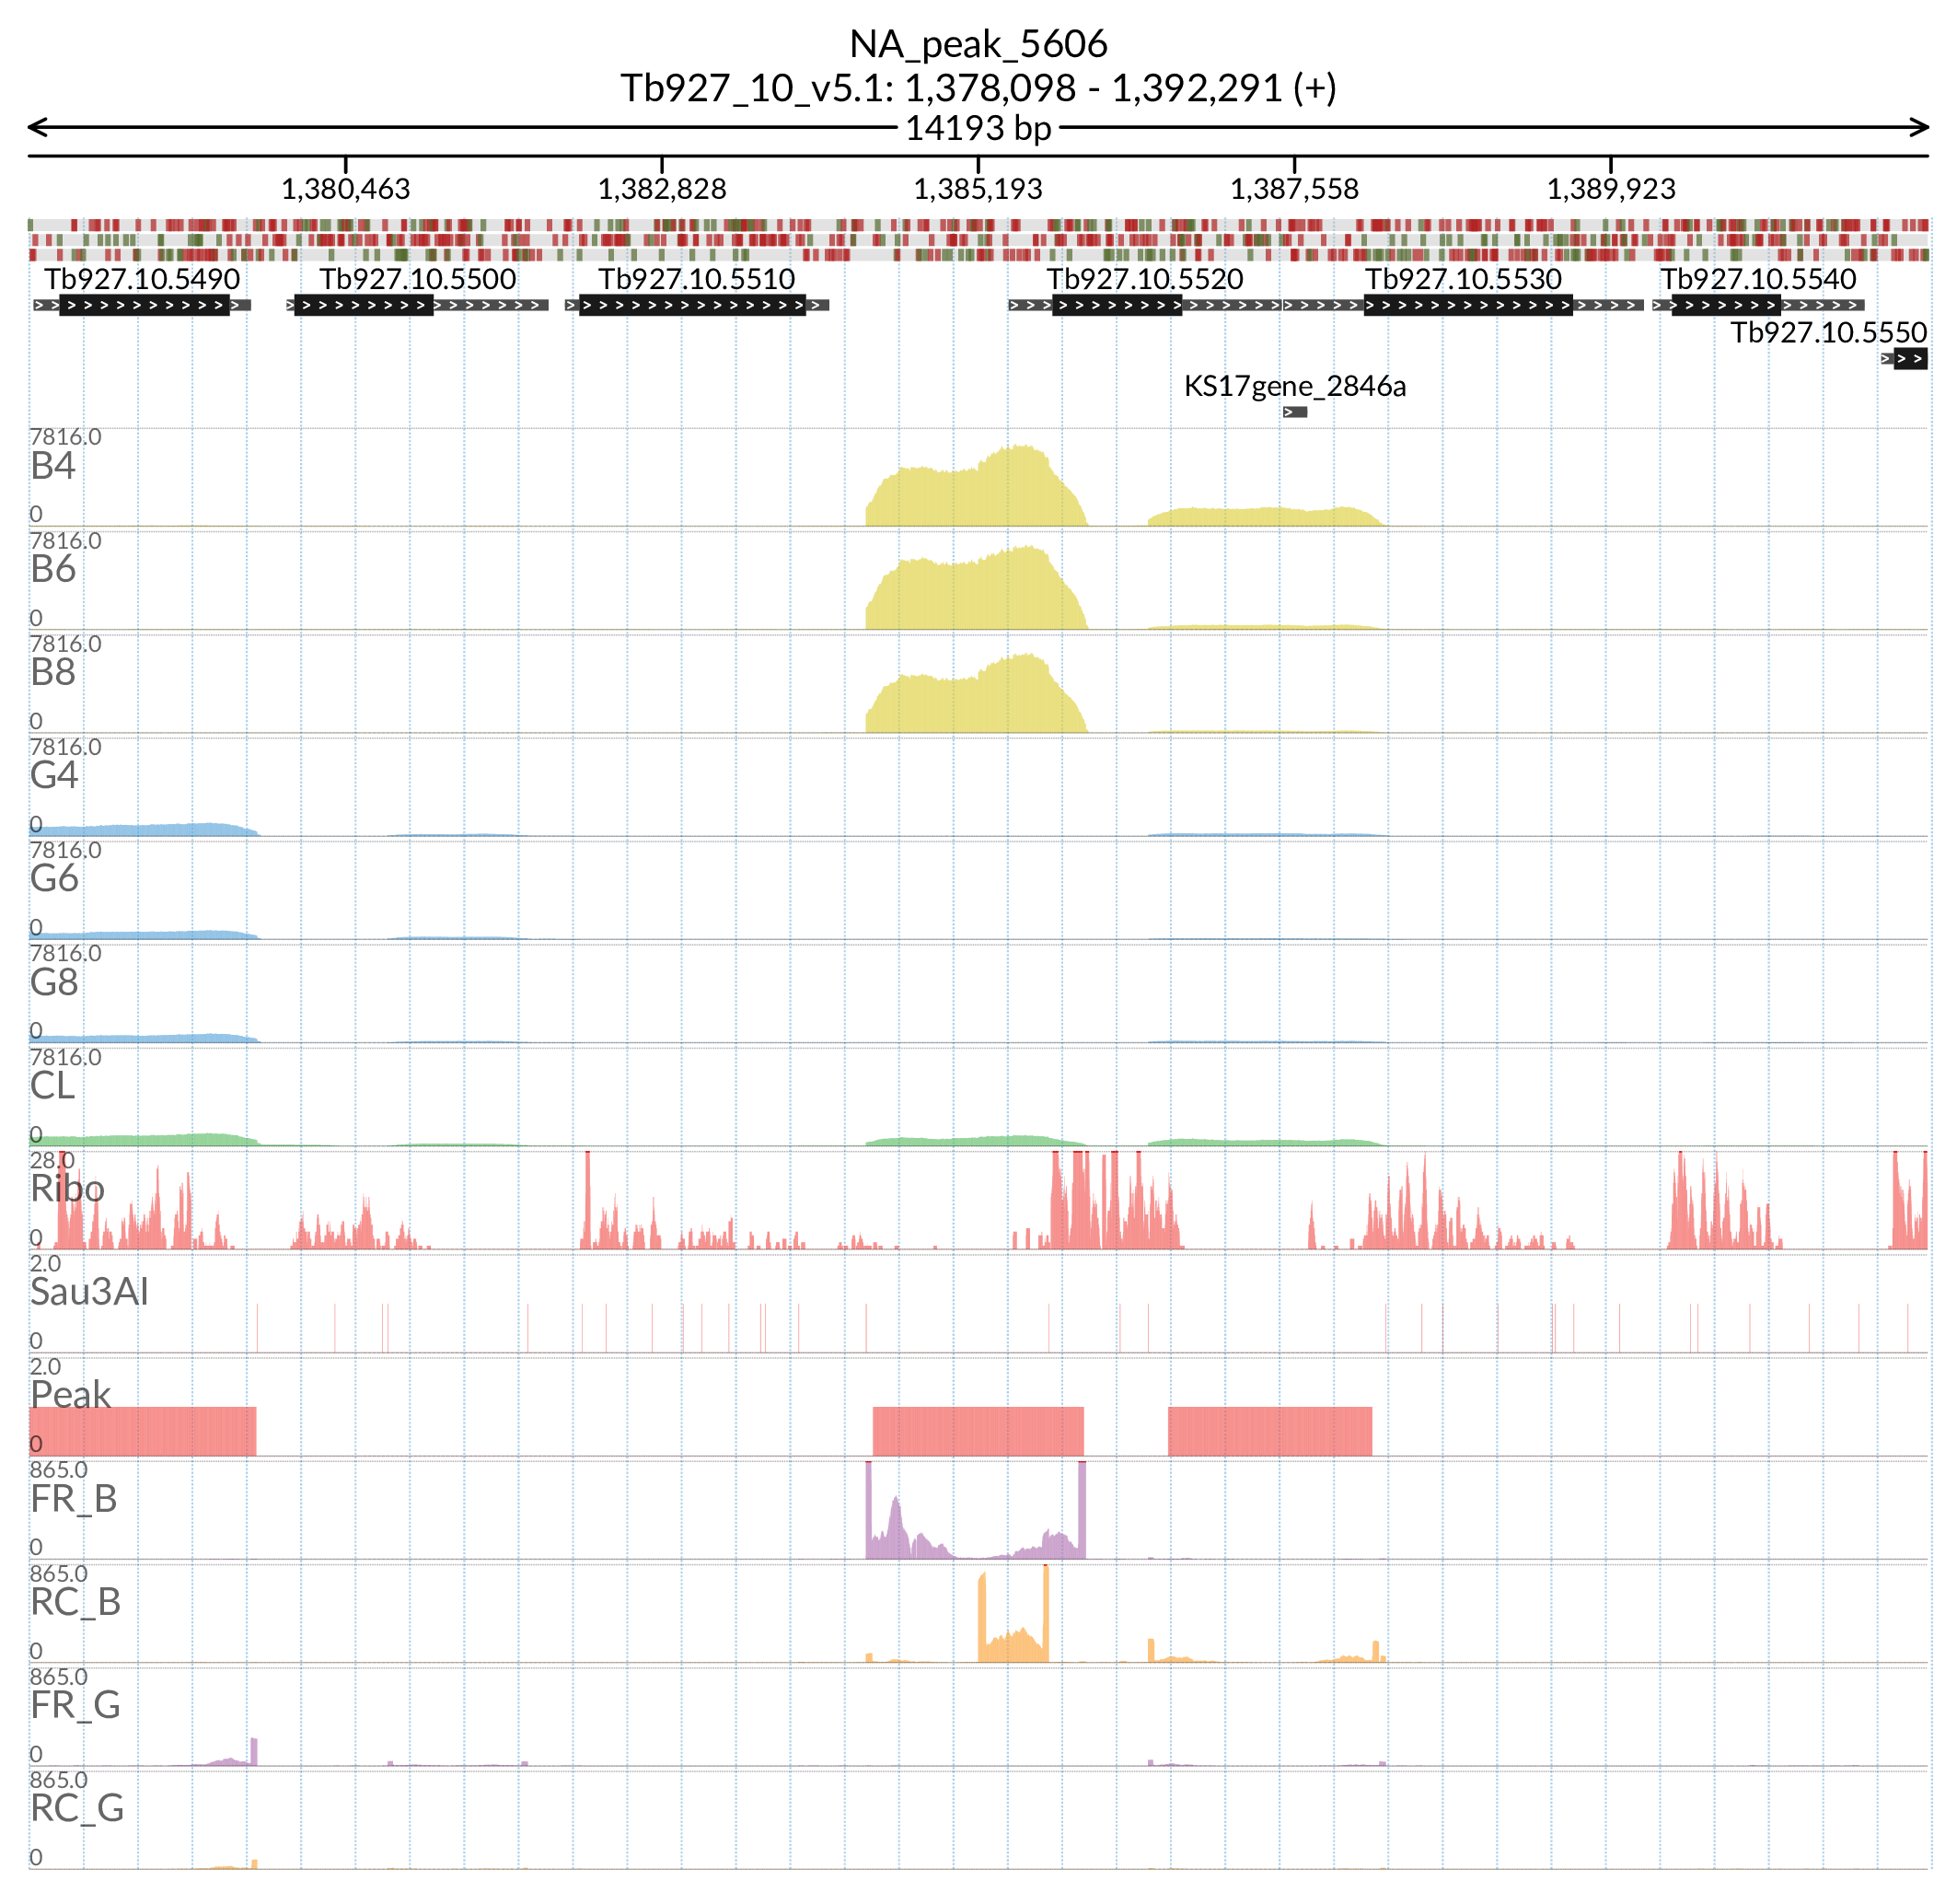 NA_peak_5606
Tb927_10_v5.1: 1,378,098 - 1,392,291 (+)
14193 bp
1,380,463 1,382,828 1,385,193 1,387,558 1,389,923
Tb927.10.5490 Tb927.10.5500 Tb927.10.5510 Tb927.10.5520 Tb927.10.5530 Tb927.10.5540
Tb927.10.5550
KS17gene_2846a
7816.0
B4
0
7816.0
B6
0
7816.0
B8
0
7816.0
G4
0
7816.0
G6
0
7816.0
G8
0
7816.0
CL
0
28.0
Ribo
0
2.0
Sau3AI
0
2.0
Peak
0
865.0
FR_B
0
865.0
RC_B
0
865.0
FR_G
0
865.0
RC_G
0